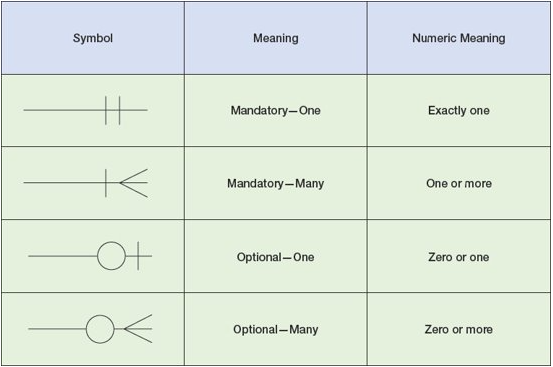 Symbol Meaning Numeric Meaning
Mandatory—One Exactly one
Mandatory—Many One or more
Optional—One Zero or one
Optional—Many Zero or more